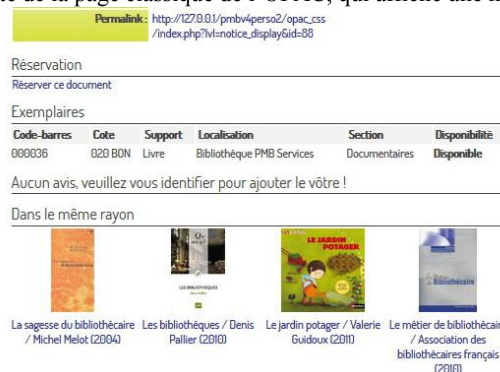 Permalink : http://127.0.0.1/pmbv4perso2/opac_css
/index.php?lvl=notice_display&id=88
Réservation
Réserver ce document
Exemplaires
Code-barres Cote Support Localisation Section Disponibilité
000036 020 BON Livre Bibliothèque PMB Services Documentaires Disponible
Aucun avis, veuillez vous identifier pour ajouter le vôtre !
Dans le même rayon
LES BIBLIOTHÈQUES
LE JARDIN
POTAGER
Bibliothécaire
La sagesse du bibliothécaire / Michel Melot (2004)
Les bibliothèques / Denis Pallier (2010)
Le jardin potager / Valerie Guidoux (2011)
Le métier de bibliothécair
/ Association des
bibliothécaires français
(2010)